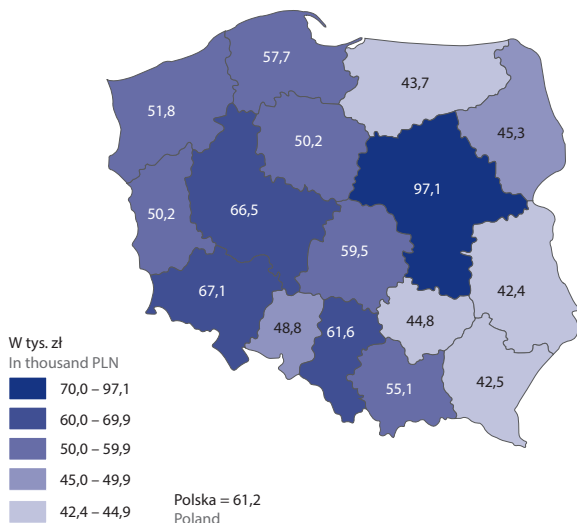 57,7
43,7
51,8
50,2
45,3
97,1
50,2
66,5
59,5
67,1
42,4
44,8
48,8
61,6
42,5
55,1
W tys. zł
In thousand PLN
70,0 – 97,1
60,0 – 69,9
50,0 – 59,9
45,0 – 49,9
42,4 – 44,9
Polska = 61,2
Poland